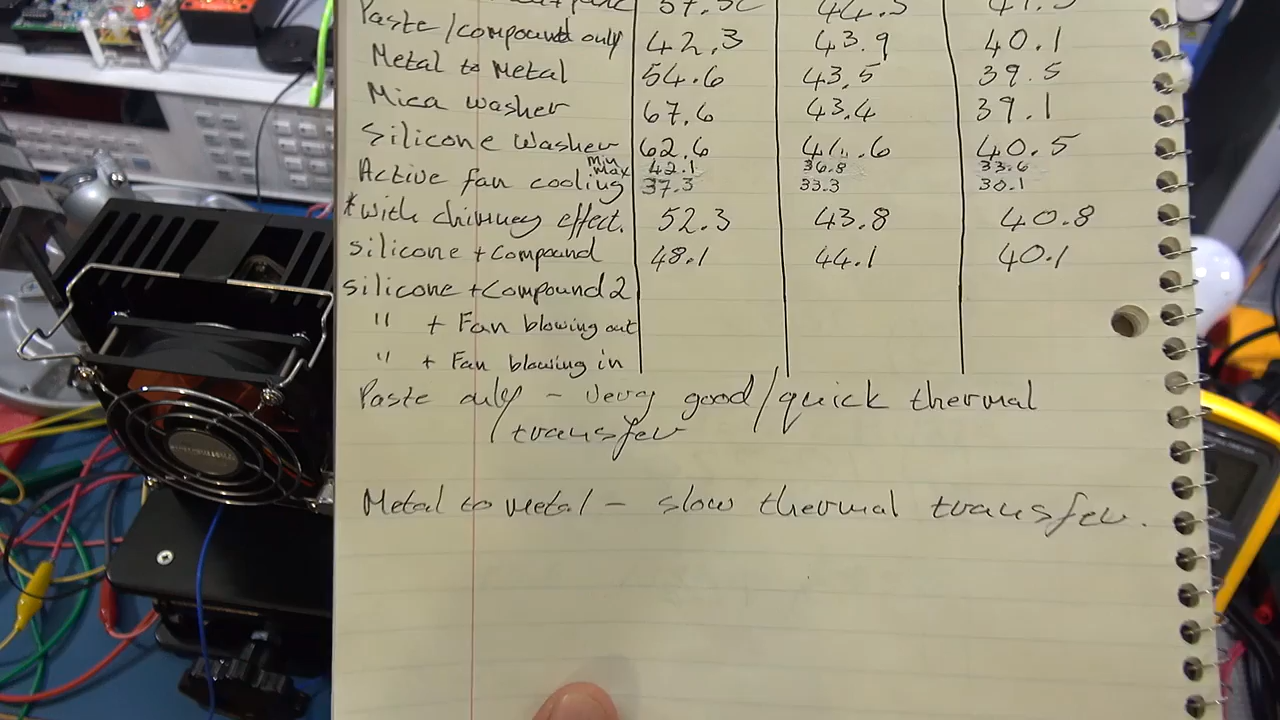 Paste/compound only 42.3 43.9 40.1
Metal to Metal 54.6 43.5 39.5
Mica washer 67.6 43.4 39.1
Silicone Washer 62.6 44.6 40.5
Min 42.1 36.8 33.6
Active fan cooling Max 37.3 33.3 30.1
*with chimney effect. 52.3 43.8 40.8
silicone + Compound 48.1 44.1 40.1
silicone + Compound 2
" + Fan blowing out
" + Fan blowing in
Paste only - Very good/quick thermal
transfer
Metal to Metal - slow thermal transfer.